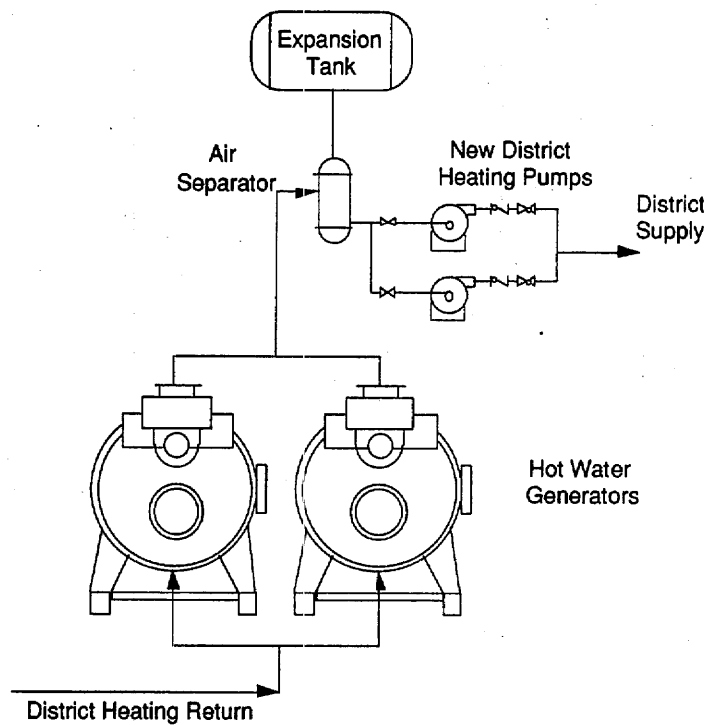 Expansion
Tank
Air
Separator
New District
Heating Pumps
District
Supply
Hot Water
Generators
District Heating Return